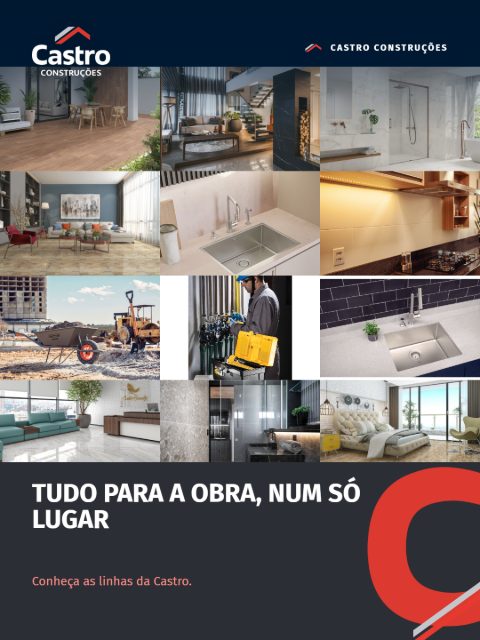 Castro
CONSTRUÇÕES
CASTRO CONSTRUÇÕES
TUDO PARA A OBRA, NUM SÓ
LUGAR
Conheça as linhas da Castro.